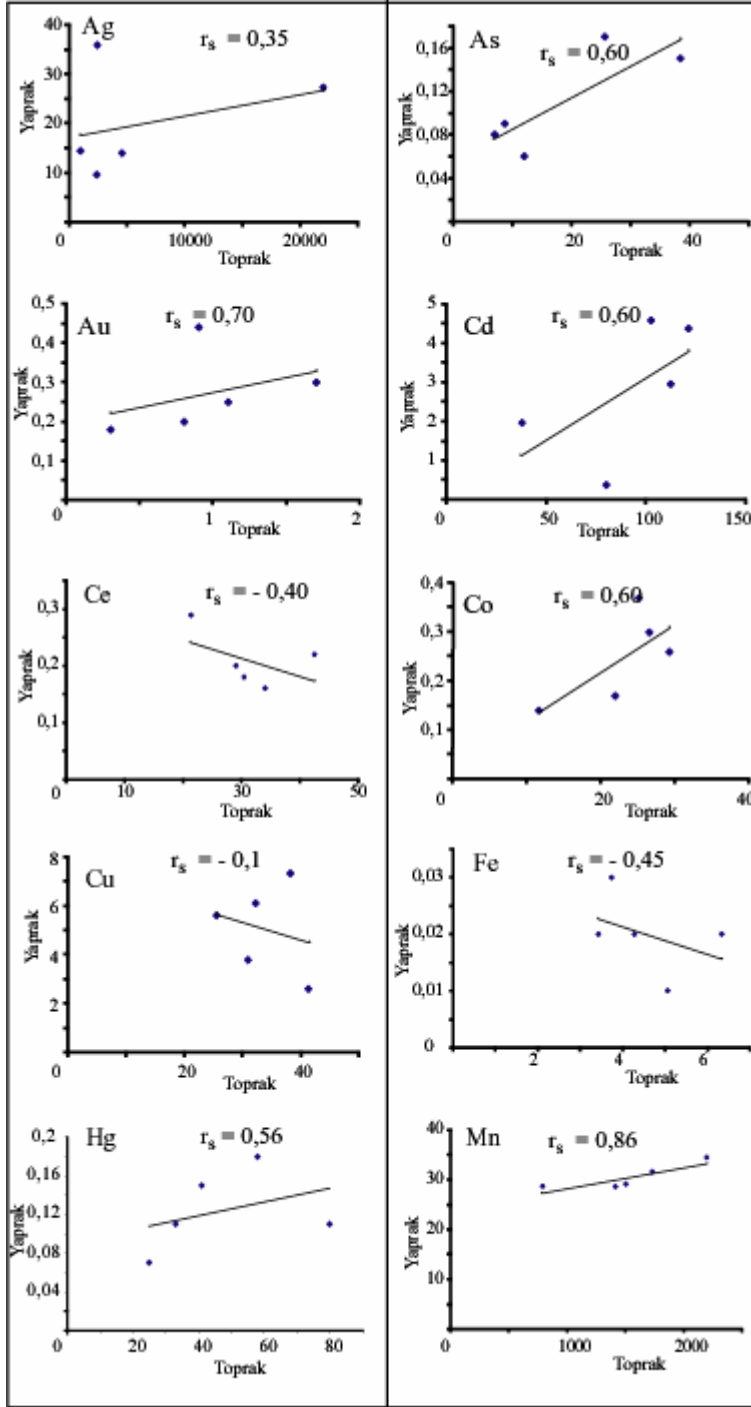 Ag
rs = 0,35
Yaprak
40
30
20
10
0
10000
20000
Toprak
As
rs = 0,60
Yaprak
0,16
0,12
0,08
0,04
0
20
40
Toprak
Au
rs = 0,70
Yaprak
0,5
0,4
0,3
0,2
0,1
0
1
2
Toprak
Cd
rs = 0,60
Yaprak
5
4
3
2
1
0
50
100
150
Toprak
Ce
rs = - 0,40
Yaprak
0,3
0,2
0,1
0
10
30
50
Toprak
Co
rs = 0,60
Yaprak
0,4
0,3
0,2
0,1
0
20
40
Toprak
Cu
rs = - 0,1
Yaprak
8
6
4
2
0
20
40
Toprak
Fe
rs = - 0,45
Yaprak
0,03
0,02
0,01
0
2
4
6
Toprak
Hg
rs = 0,56
Yaprak
0,2
0,16
0,12
0,08
0,04
0
20
40
60
80
Toprak
Mn
rs = 0,86
Yaprak
40
30
20
10
0
1000
2000
Toprak